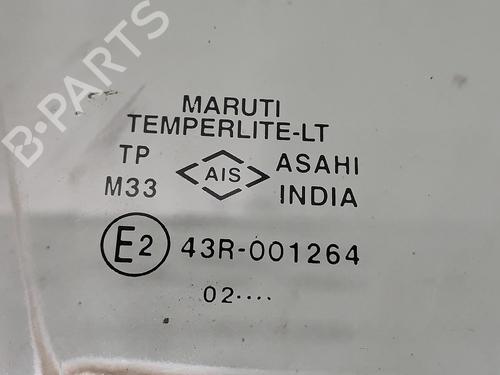 B-PARTS
MARUTI
TEMPERLITE-LT
TP AIS ASAHI
M33 INDIA
E2 43R-001264
02····